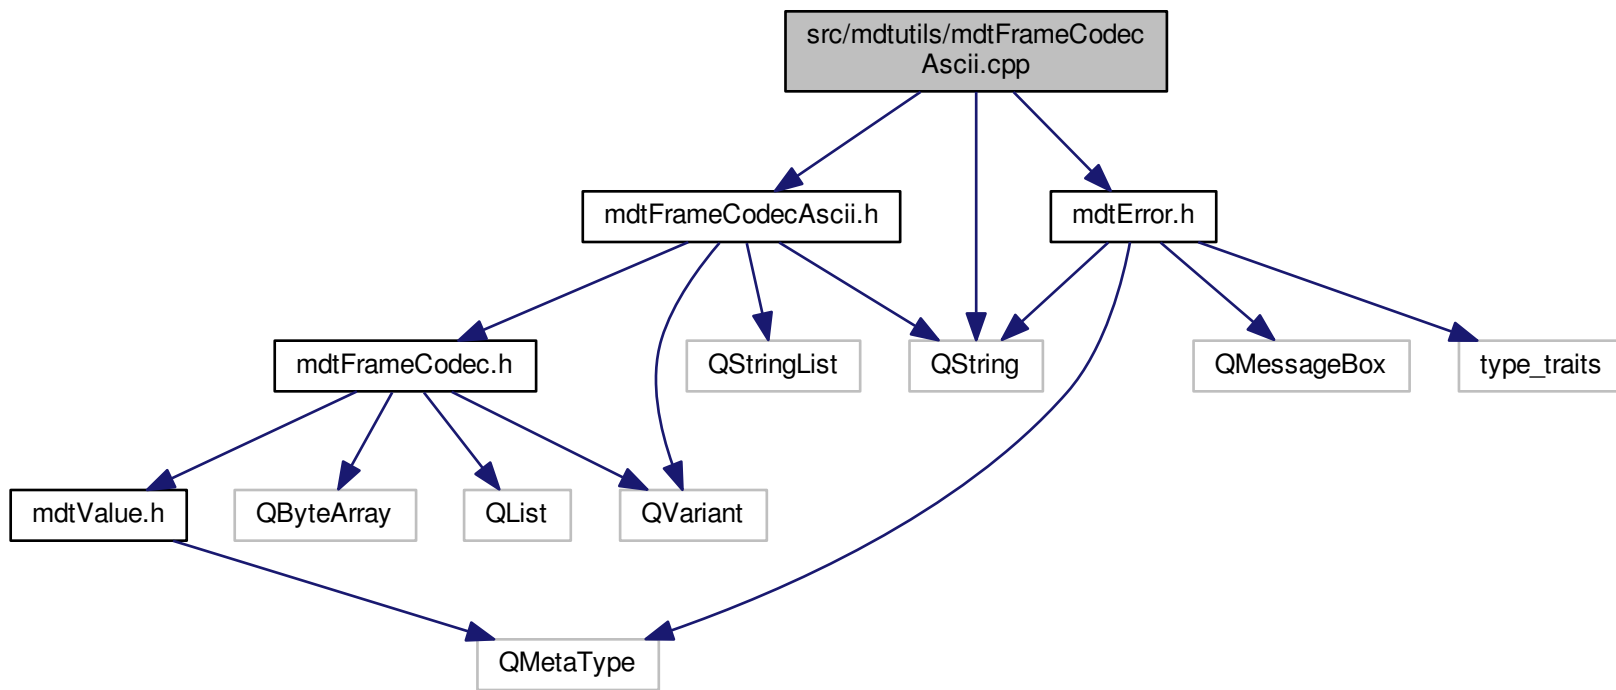 src/mdtutils/mdtFrameCodec
Ascii.cpp
mdtFrameCodecAscii.h
mdtError.h
mdtFrameCodec.h
QStringList
QString
QMessageBox
type_traits
mdtValue.h
QByteArray
QList
QVariant
QMetaType